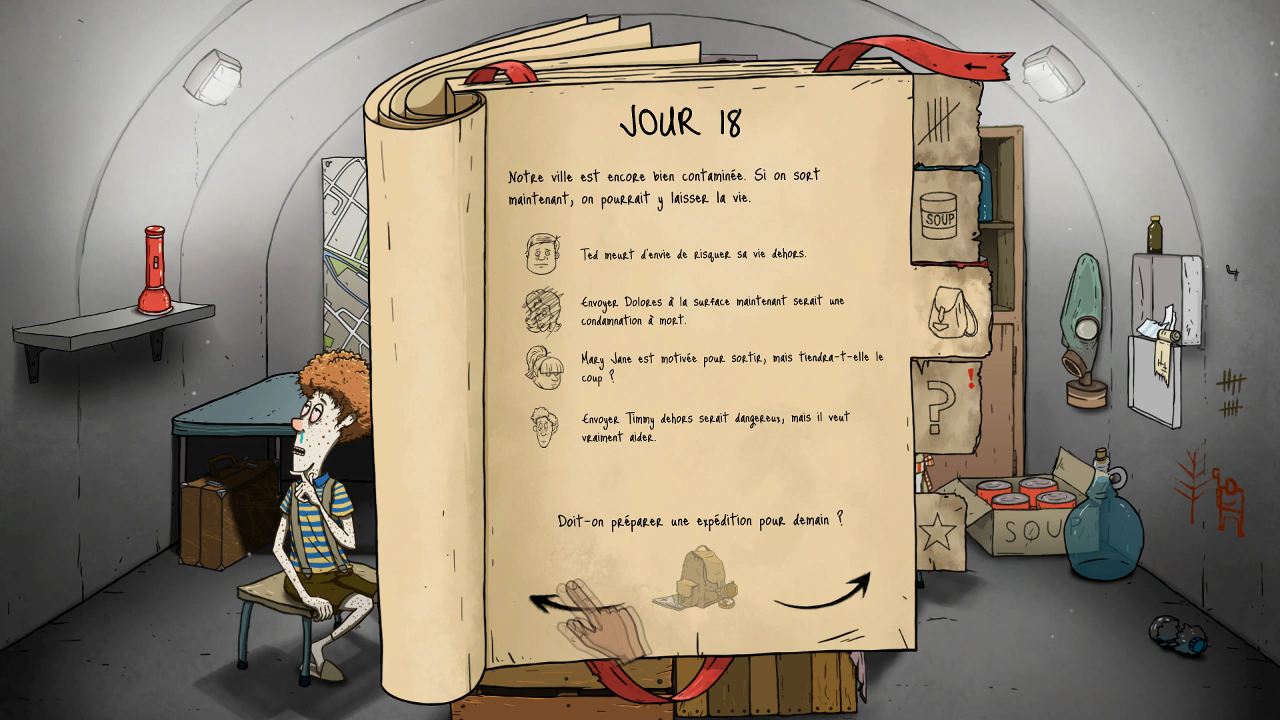 JOUR 18
Notre ville est encore bien contaminée. Si on sort
maintenant, on pourrait y laisser la vie.
Ted meurt d'envie de risquer sa vie dehors.
Envoyer Dolores à la surface maintenant serait une
condamnation à mort.
Mary Jane est motivée pour sortir, mais tiendra-t-elle le
coup ?
Envoyer Timmy dehors serait dangereux, mais il veut
vraiment aider.
Doit-on préparer une expédition pour demain ?
SOUP
?
!
SOUP